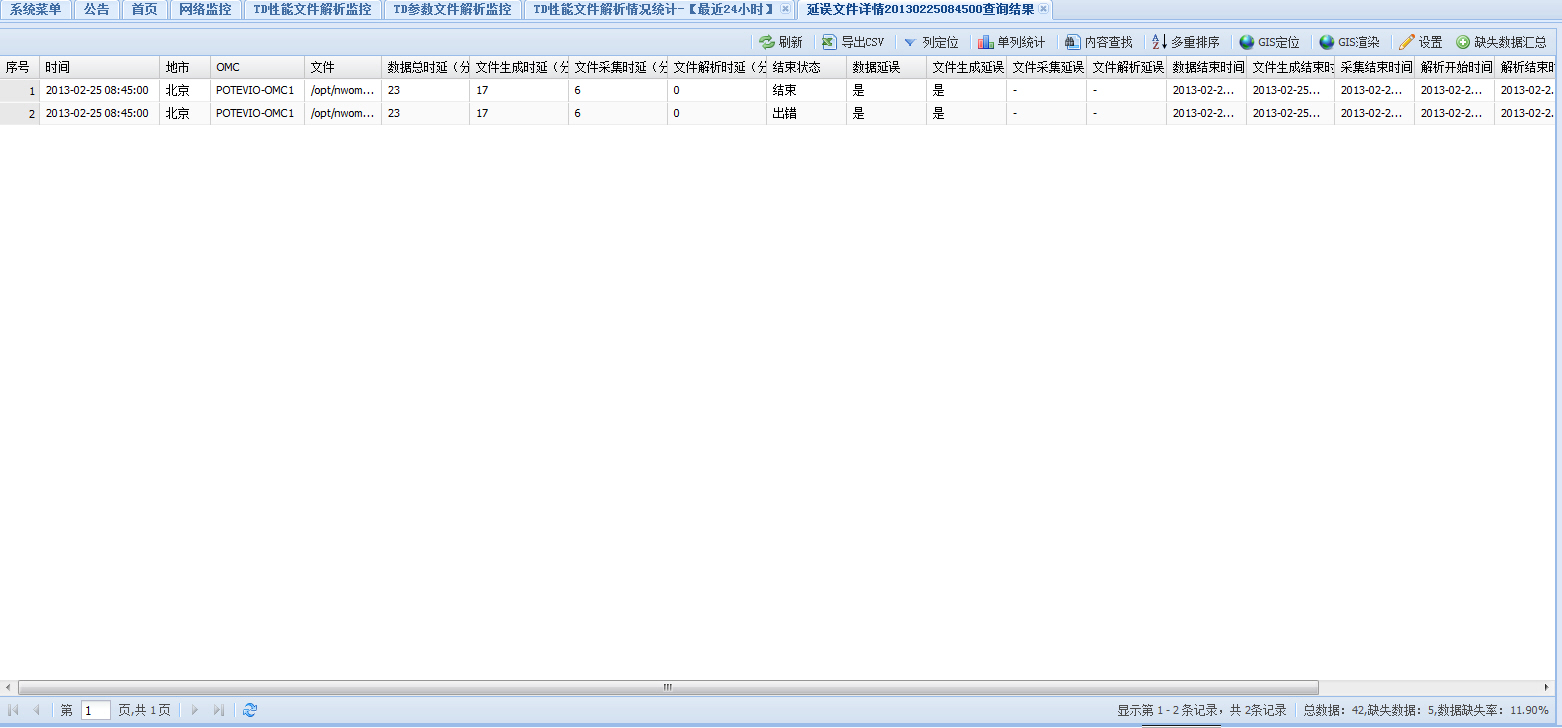 系统菜单 公告 首页 网络监控 TD性能文件解析监控 TD参数文件解析监控 TD性能文件解析情况统计-【最近24小时】 延误文件详情20130225084500查询结果
刷新 导出CSV 列定位 单列统计 内容查找 多重排序 GIS定位 GIS渲染 设置 缺失数据汇总
序号 时间 地市 OMC 文件 数据总时延（分 文件生成时延（分 文件采集时延（分 文件解析时延（分 结束状态 数据延误 文件生成延误 文件采集延误 文件解析延误 数据结束时间 文件生成结束时 采集结束时间 解析开始时间 解析结束时
1 2013-02-25 08:45:00 北京 POTEVIO-OMC1 /opt/nwom... 23 17 6 0 结束 是 是 - - 2013-02-2... 2013-02-25... 2013-02-2... 2013-02-2... 2013-02-2.
2 2013-02-25 08:45:00 北京 POTEVIO-OMC1 /opt/nwom... 23 17 6 0 出错 是 是 - - 2013-02-2... 2013-02-25... 2013-02-2... 2013-02-2... 2013-02-2.
第 1 页,共 1页 显示第 1 - 2 条记录，共 2条记录 总数据：42,缺失数据：5,数据缺失率：11.90%